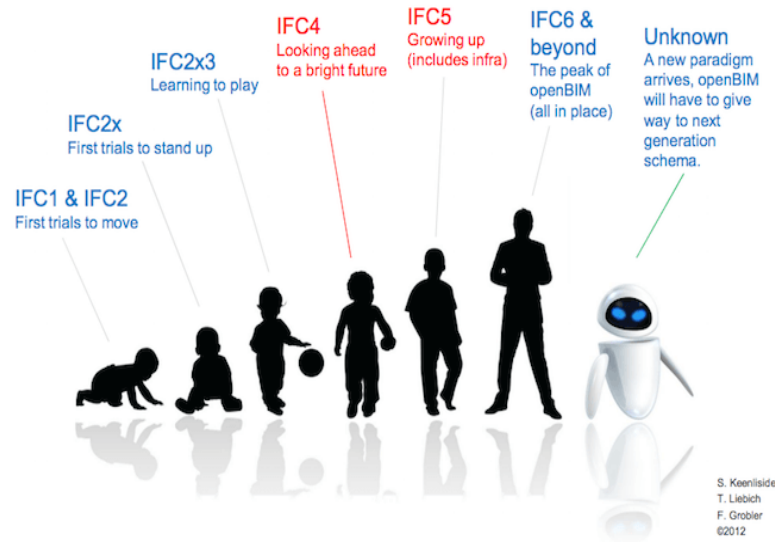 IFC1 & IFC2
First trials to move
IFC2x
First trials to stand up
IFC2x3
Learning to play
IFC4
Looking ahead
to a bright future
IFC5
Growing up
(includes infra)
IFC6 &
beyond
The peak of
openBIM
(all in place)
Unknown
A new paradigm
arrives, openBIM
will have to give
way to next
generation
schema.
S. Keenliside
T. Liebich
F. Grobler
©2012